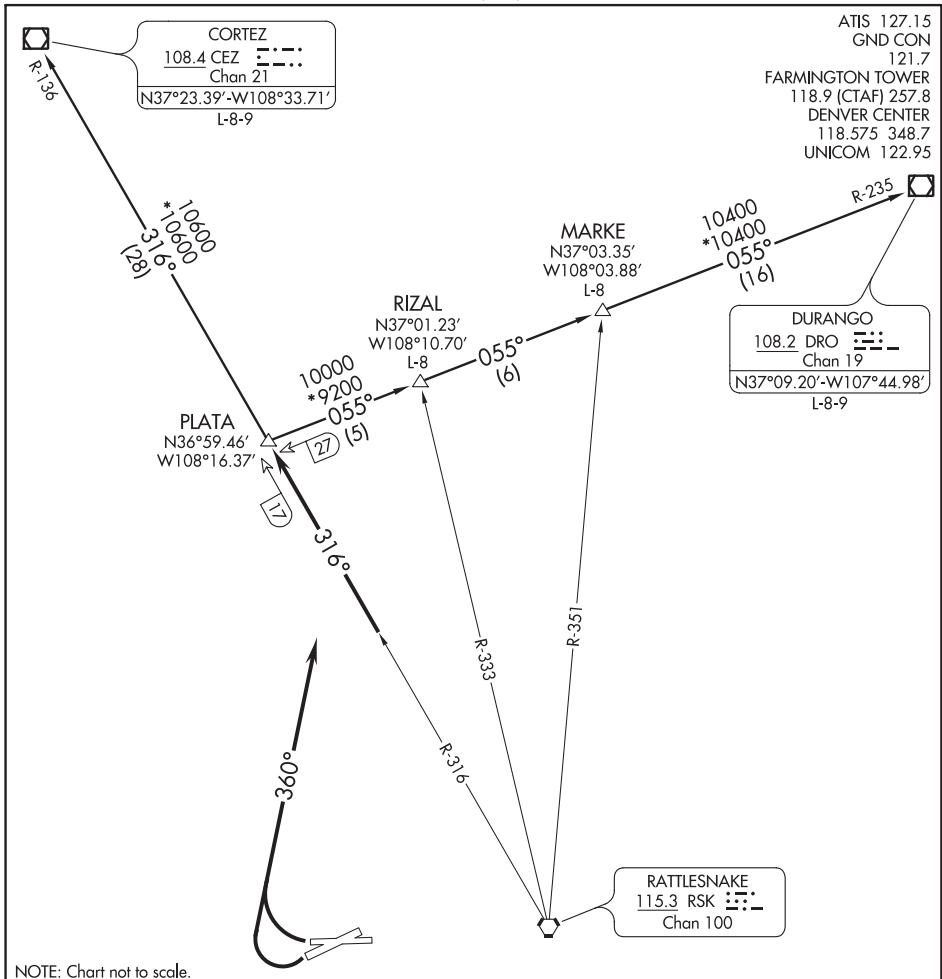 CORTEZ
108.4 CEZ
Chan 21
N37°23.39'-W108°33.71'
L-8-9
ATIS 127.15
GND CON
121.7
FARMINGTON TOWER
118.9 (CTAF) 257.8
DENVER CENTER
118.575 348.7
UNICOM 122.95
R-136
10600
*10600
316°
(28)
R-235
10400
*10400
055°
(16)
MARKE
N37°03.35'
W108°03.88'
L-8
DURANGO
108.2 DRO
Chan 19
N37°09.20'-W107°44.98'
L-8-9
RIZAL
N37°01.23'
W108°10.70'
L-8
055°
(6)
10000
*9200
055°
(5)
PLATA
N36°59.46'
W108°16.37'
27
17
316°
R-333
R-351
R-316
360°
RATTLESNAKE
115.3 RSK
Chan 100
NOTE: Chart not to scale.